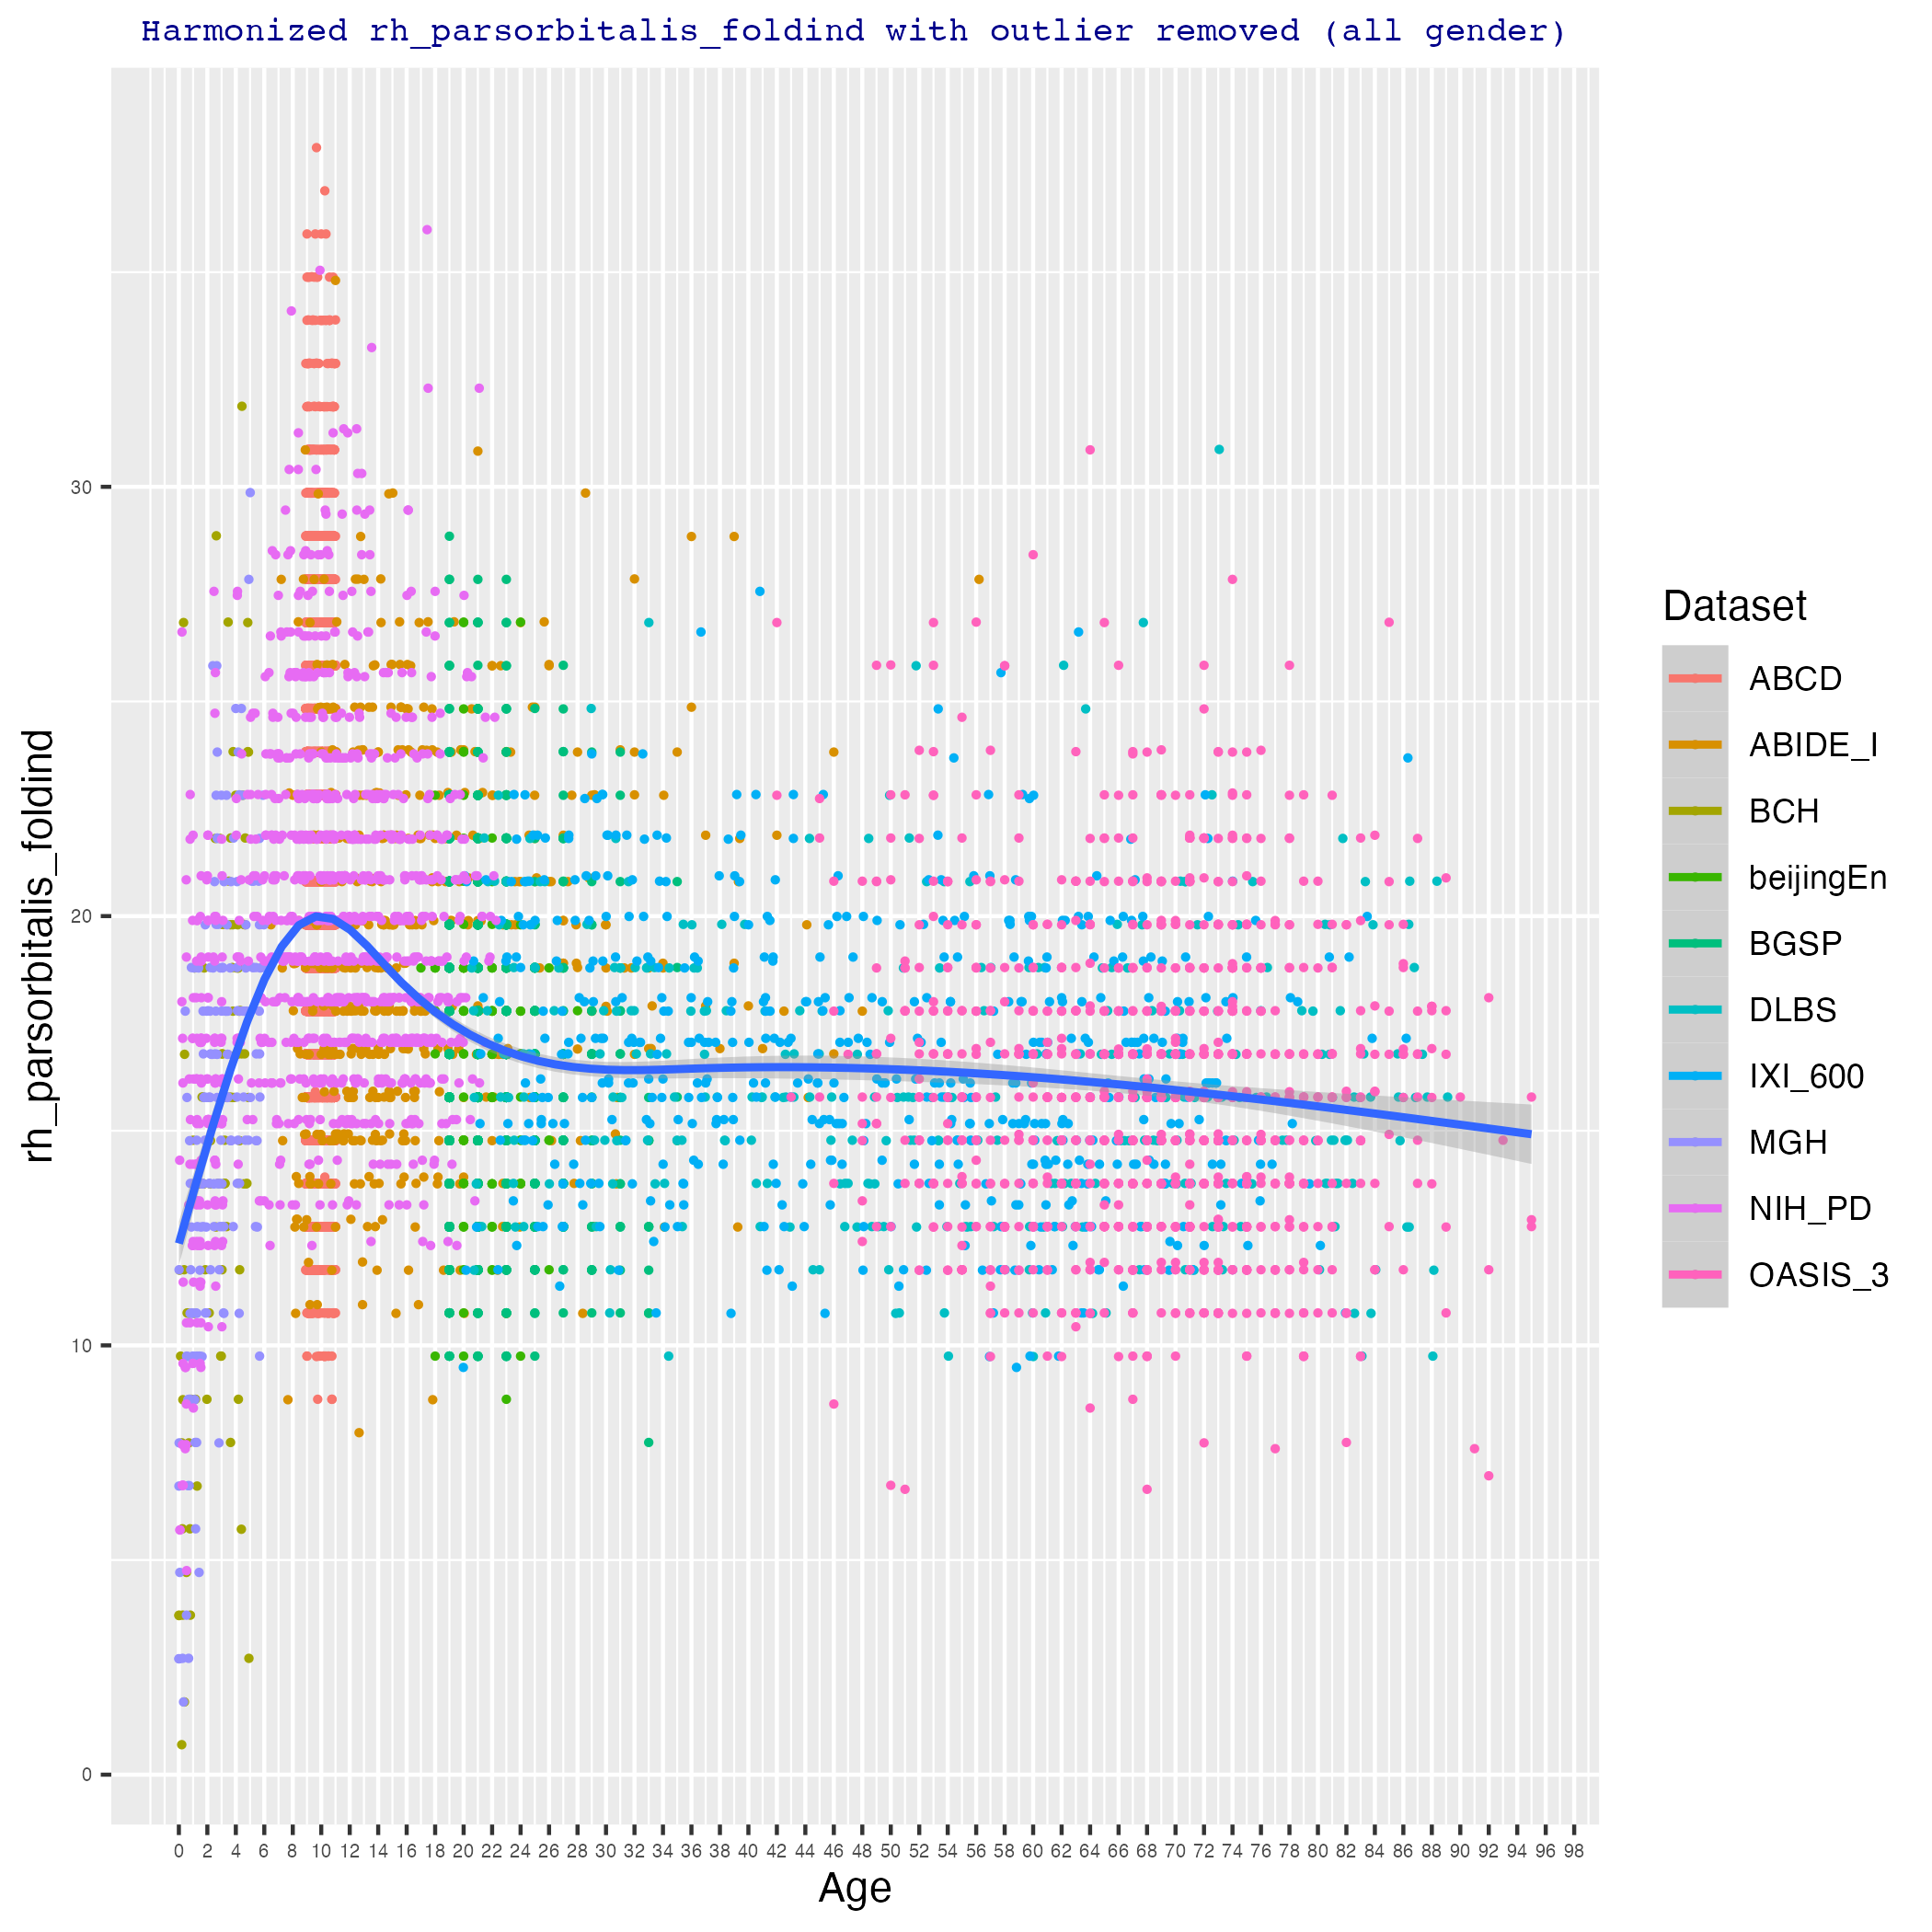 Harmonized rh_parsorbitalis_foldind with outlier removed (all gender)
rh_parsorbitalis_foldind
30
20
10
0
0 2 4 6 8 10 12 14 16 18 20 22 24 26 28 30 32 34 36 38 40 42 44 46 48 50 52 54 56 58 60 62 64 66 68 70 72 74 76 78 80 82 84 86 88 90 92 94 96 98
Age
Dataset
ABCD
ABIDE_I
BCH
beijingEn
BGSP
DLBS
IXI_600
MGH
NIH_PD
OASIS_3